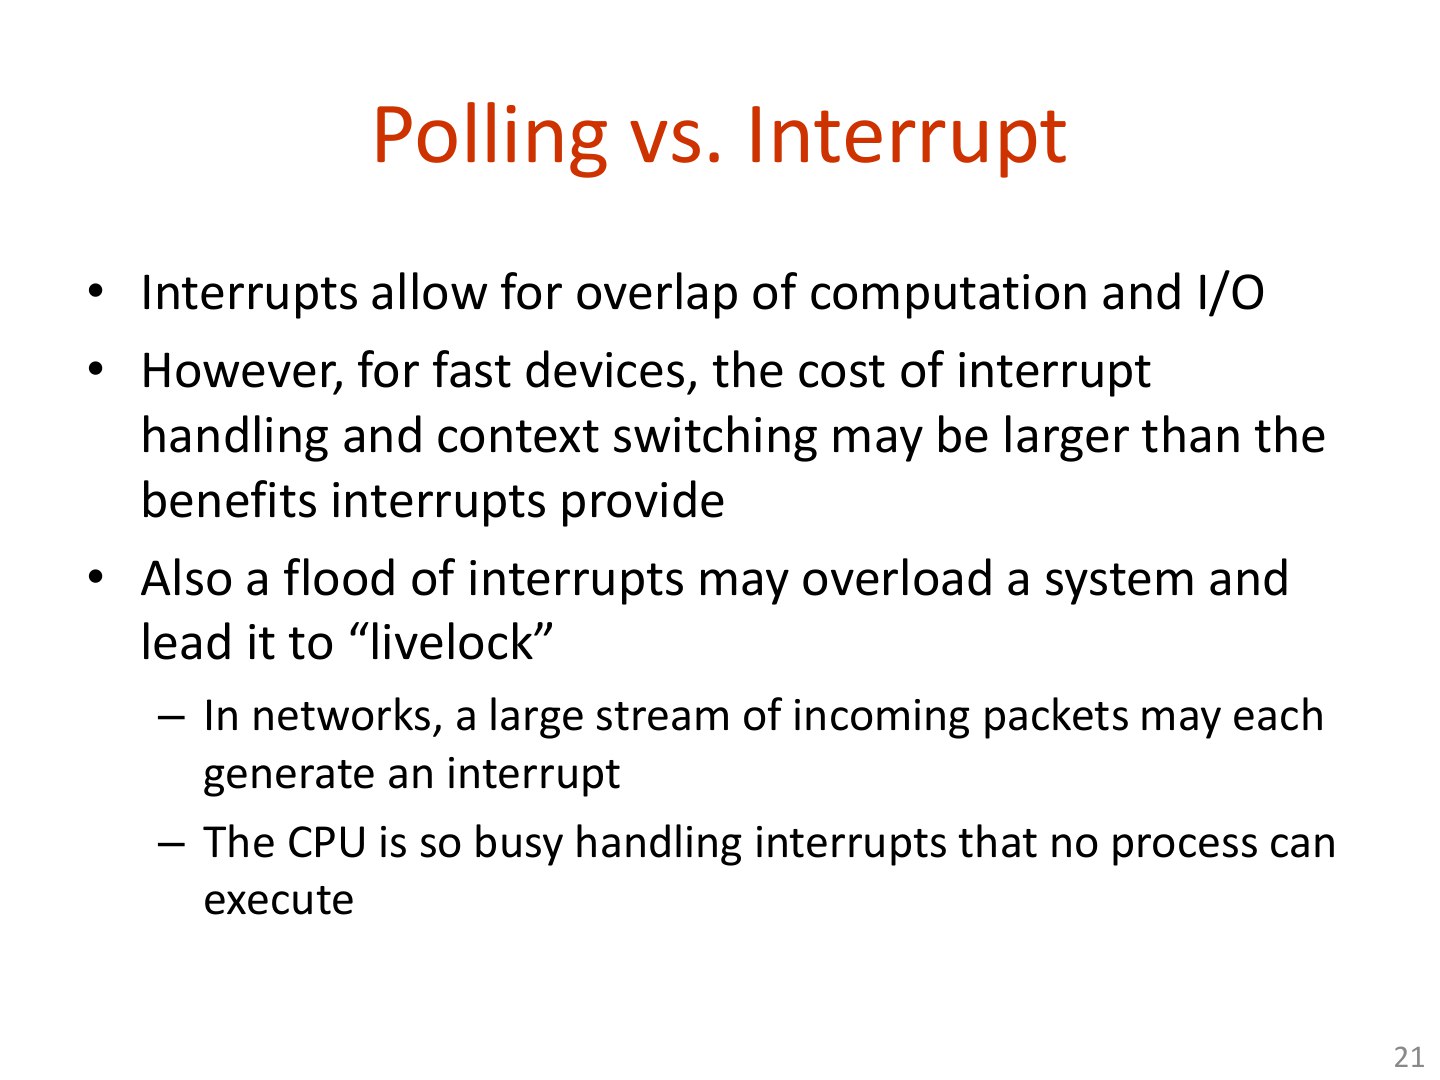 Polling vs. Interrupt
• Interrupts allow for overlap of computation and I/O
• However, for fast devices, the cost of interrupt
handling and context switching may be larger than the
benefits interrupts provide
• Also a flood of interrupts may overload a system and
lead it to “livelock”
– In networks, a large stream of incoming packets may each
generate an interrupt
– The CPU is so busy handling interrupts that no process can
execute
21